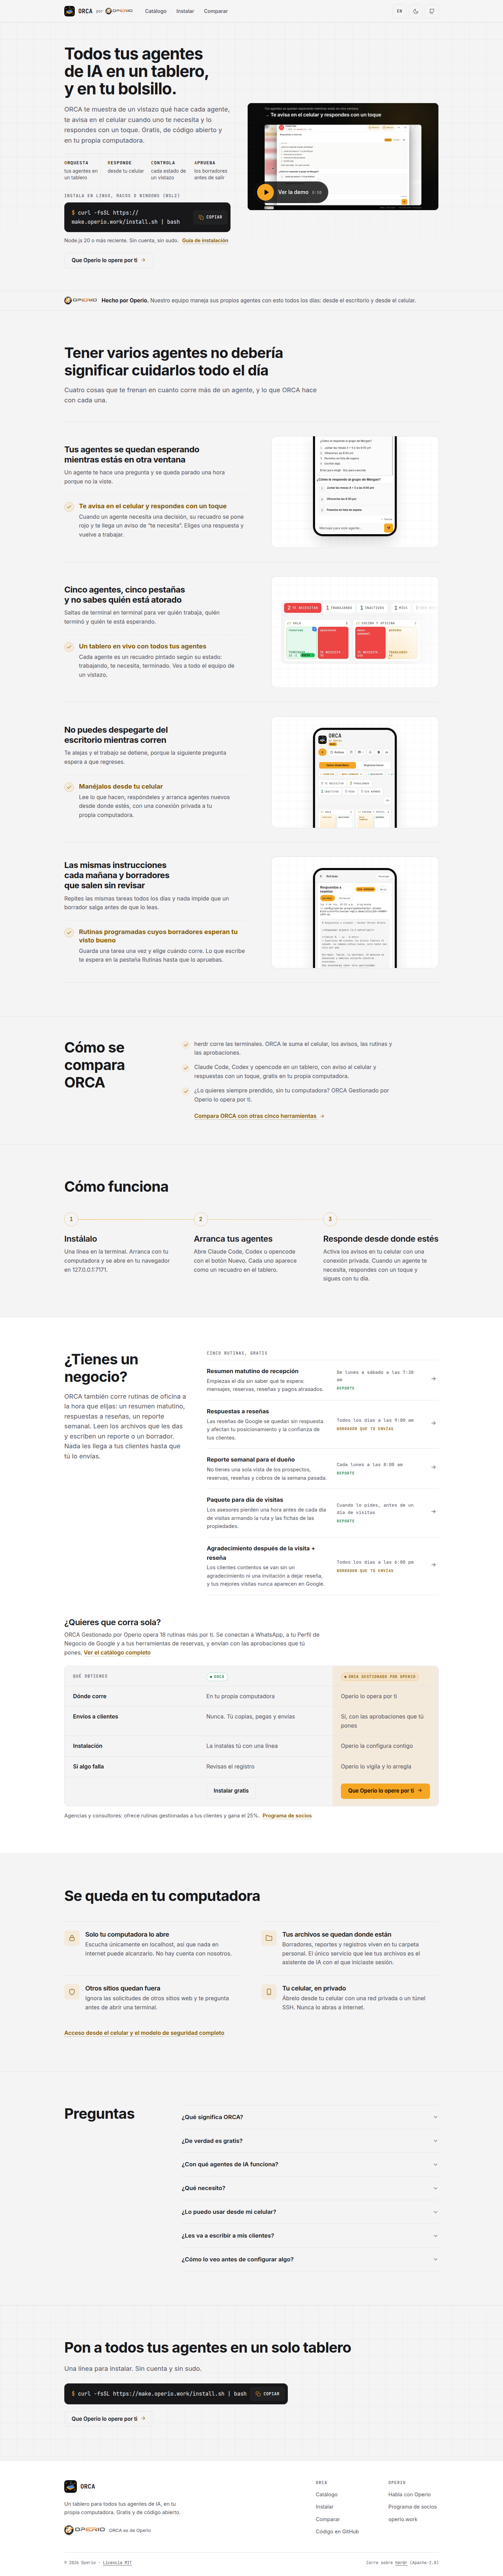 ORCA por OPERIO Catálogo Instalar Comparar EN
Todos tus agentes
de IA en un tablero,
y en tu bolsillo.
ORCA te muestra de un vistazo qué hace cada agente,
te avisa en el celular cuando uno te necesita y lo
respondes con un toque. Gratis, de código abierto y
en tu propia computadora.
ORQUESTA
tus agentes en
un tablero
RESPONDE
desde tu celular
CONTROLA
cada estado de
un vistazo
APRUEBA
los borradores
antes de salir
INSTALA EN LINUX, MACOS O WINDOWS (WSL2)
$ curl -fsSL https://
make.operio.work/install.sh | bash
COPIAR
Node.js 20 o más reciente. Sin cuenta, sin sudo. Guía de instalación
Que Operio lo opere por ti →
Te avisa en el celular y respondes con un toque
Ver la demo 0:50
OPERIO Hecho por Operio. Nuestro equipo maneja sus propios agentes con esto todos los días: desde el escritorio y desde el celular.
Tener varios agentes no debería
significar cuidarlos todo el día
Cuatro cosas que te frenan en cuanto corre más de un agente, y lo que ORCA hace
con cada una.
Tus agentes se quedan esperando
mientras estás en otra ventana
Un agente te hace una pregunta y se queda parado una hora
porque no la viste.
Te avisa en el celular y respondes con un toque
Cuando un agente necesita una decisión, su recuadro se pone
rojo y te llega un aviso de “te necesita”. Eliges una respuesta y
vuelve a trabajar.
¿Cómo le respondo al grupo de Morgan?
Mensaje para este agente...
Cinco agentes, cinco pestañas
y no sabes quién está atorado
Saltas de terminal en terminal para ver quién trabaja, quién
terminó y quién te está esperando.
Un tablero en vivo con todos tus agentes
Cada agente es un recuadro pintado según su estado:
trabajando, te necesita, terminado. Ves a todo el equipo de
un vistazo.
2 TE NECESITAN 1 TRABAJANDO 1 INACTIVOS
No puedes despegarte del
escritorio mientras corren
Te alejas y el trabajo se detiene, porque la siguiente pregunta
espera a que regreses.
Manéjalos desde tu celular
Lee lo que hacen, respóndeles y arranca agentes nuevos
desde donde estés, con una conexión privada a tu
propia computadora.
ORCA
Las mismas instrucciones
cada mañana y borradores
que salen sin revisar
Repites las mismas tareas todos los días y nada impide que un
borrador salga antes de que lo leas.
Rutinas programadas cuyos borradores esperan tu
visto bueno
Guarda una tarea una vez y elige cuándo corre. Lo que escribe
te espera en la pestaña Rutinas hasta que lo apruebas.
Respuestas a
reseñas
Cómo se
compara
ORCA
herdr corre las terminales. ORCA le suma el celular, los avisos, las rutinas y
las aprobaciones.
Claude Code, Codex y opencode en un tablero, con aviso al celular y
respuestas con un toque, gratis en tu propia computadora.
¿Lo quieres siempre prendido, sin tu computadora? ORCA Gestionado por
Operio lo opera por ti.
Compara ORCA con otras cinco herramientas →
Cómo funciona
1
Instálalo
Una línea en la terminal. Arranca con tu
computadora y se abre en tu navegador
en 127.0.0.1:7171.
2
Arranca tus agentes
Abre Claude Code, Codex u opencode
con el botón Nuevo. Cada uno aparece
como un recuadro en el tablero.
3
Responde desde donde estés
Activa los avisos en tu celular con una
conexión privada. Cuando un agente te
necesita, respondes con un toque y
sigues con tu día.
¿Tienes un
negocio?
ORCA también corre rutinas de oficina a
la hora que elijas: un resumen matutino,
respuestas a reseñas, un reporte
semanal. Leen los archivos que les das
y escriben un reporte o un borrador.
Nada les llega a tus clientes hasta que
tú lo envías.
CINCO RUTINAS, GRATIS
Resumen matutino de recepción
Empiezas el día sin saber qué te espera:
mensajes, reservas, reseñas y pagos atrasados.
De lunes a sábado a las 7:30
am
REPORTE
Respuestas a reseñas
Las reseñas de Google se quedan sin respuesta
y afectan tu posicionamiento y la confianza de
tus clientes.
Todos los días a las 9:00 am
BORRADOR QUE TÚ ENVÍAS
Reporte semanal para el dueño
No tienes una sola vista de los prospectos,
reservas, reseñas y cobros de la semana pasada.
Cada lunes a las 8:00 am
REPORTE
Paquete para día de visitas
Los asesores pierden una hora antes de cada día
de visitas armando la ruta y las fichas de las
propiedades.
Cuando lo pides, antes de un
día de visitas
REPORTE
Agradecimiento después de la visita +
reseña
Los clientes contentos se van sin un
agradecimiento ni una invitación a dejar reseña,
y tus mejores visitas nunca aparecen en Google.
Todos los días a las 6:00 pm
BORRADOR QUE TÚ ENVÍAS
¿Quieres que corra sola?
ORCA Gestionado por Operio opera 18 rutinas más por ti. Se conectan a WhatsApp, a tu Perfil de
Negocio de Google y a tus herramientas de reservas, y envían con las aprobaciones que tú
pones. Ver el catálogo completo
QUÉ OBTIENES ORCA ORCA GESTIONADO POR OPERIO
Dónde corre En tu propia computadora Operio lo opera por ti
Envíos a clientes Nunca. Tú copias, pegas y envías Sí, con las aprobaciones que tú
pones
Instalación La instalas tú con una línea Operio la configura contigo
Si algo falla Revisas el registro Operio lo vigila y lo arregla
Instalar gratis Que Operio lo opere por ti →
Agencias y consultores: ofrece rutinas gestionadas a tus clientes y gana el 25%. Programa de socios
Se queda en tu computadora
Solo tu computadora lo abre
Escucha únicamente en localhost, así que nada en
internet puede alcanzarlo. No hay cuenta con nosotros.
Tus archivos se quedan donde están
Borradores, reportes y registros viven en tu carpeta
personal. El único servicio que lee tus archivos es el
asistente de IA con el que iniciaste sesión.
Otros sitios quedan fuera
Ignora las solicitudes de otros sitios web y te pregunta
antes de abrir una terminal.
Tu celular, en privado
Ábrelo desde tu celular con una red privada o un túnel
SSH. Nunca lo abras a internet.
Acceso desde el celular y el modelo de seguridad completo
Preguntas
¿Qué significa ORCA?
¿De verdad es gratis?
¿Con qué agentes de IA funciona?
¿Qué necesito?
¿Lo puedo usar desde mi celular?
¿Les va a escribir a mis clientes?
¿Cómo lo veo antes de configurar algo?
Pon a todos tus agentes en un solo tablero
Una línea para instalar. Sin cuenta y sin sudo.
$ curl -fsSL https://make.operio.work/install.sh | bash COPIAR
Que Operio lo opere por ti →
ORCA
Un tablero para todos tus agentes de IA, en tu
propia computadora. Gratis y de código abierto.
OPERIO ORCA es de Operio
ORCA
Catálogo
Instalar
Comparar
Código en GitHub
OPERIO
Habla con Operio
Programa de socios
operio.work
© 2026 Operio · Licencia MIT
Corre sobre herdr (Apache-2.0)